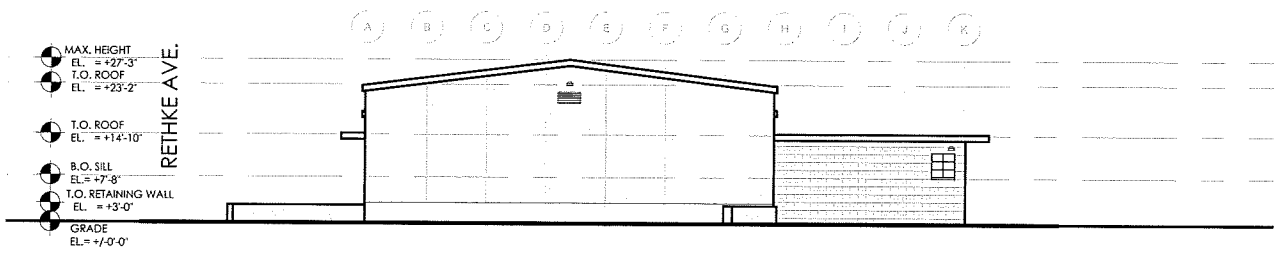 A B C D E F G H I J K
MAX. HEIGHT
EL. = +27'-3"
T.O. ROOF
EL. = +23'-2"
T.O. ROOF
EL. = +14'-10"
B.O. SILL
EL.= +7'-8"
T.O. RETAINING WALL
EL. = +3'-0"
GRADE
EL.= +/-0'-0"
RETHKE AVE.